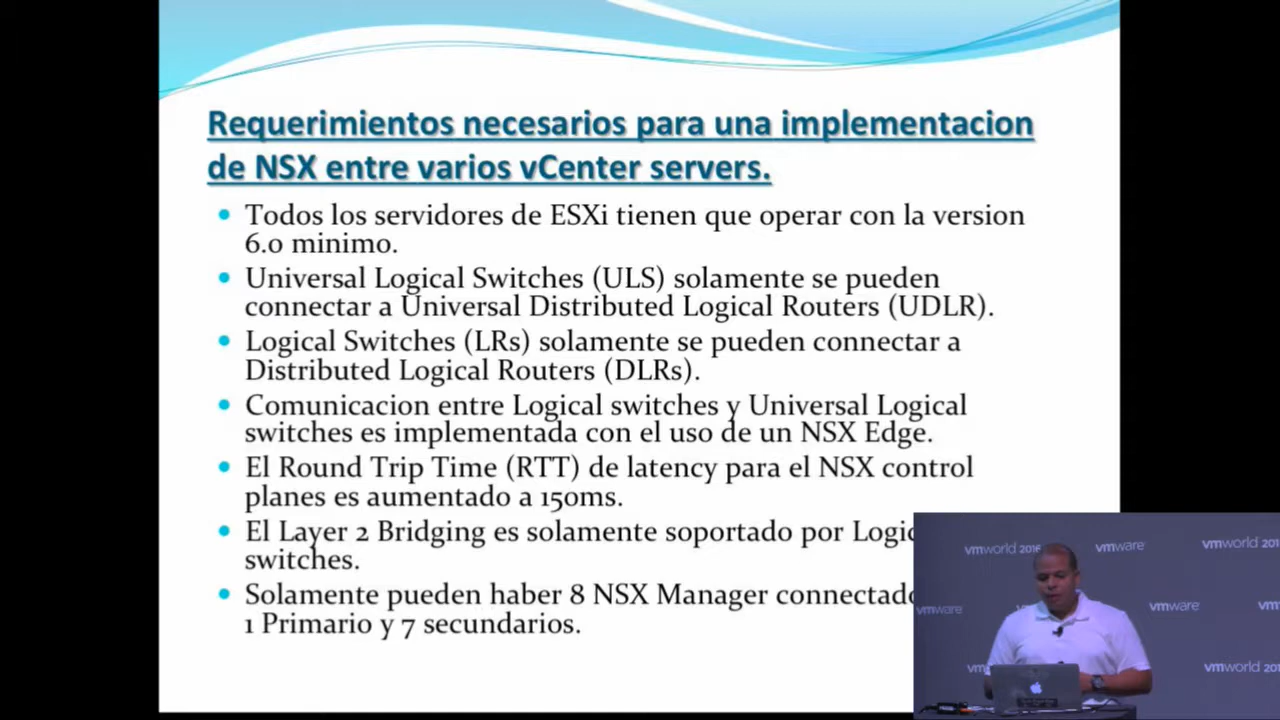 Requerimientos necesarios para una implementacion
de NSX entre varios vCenter servers.
Todos los servidores de ESXi tienen que operar con la version
6.0 minimo.
Universal Logical Switches (ULS) solamente se pueden
connectar a Universal Distributed Logical Routers (UDLR).
Logical Switches (LRs) solamente se pueden connectar a
Distributed Logical Routers (DLRs).
Comunicacion entre Logical switches y Universal Logical
switches es implementada con el uso de un NSX Edge.
El Round Trip Time (RTT) de latency para el NSX control
planes es aumentado a 150ms.
El Layer 2 Bridging es solamente soportado por
switches.
Solamente pueden haber 8 NSX Manager
1 Primario y 7 secundarios.
vmworld 2016 vmware vmworld
vmware vmware
vmworld